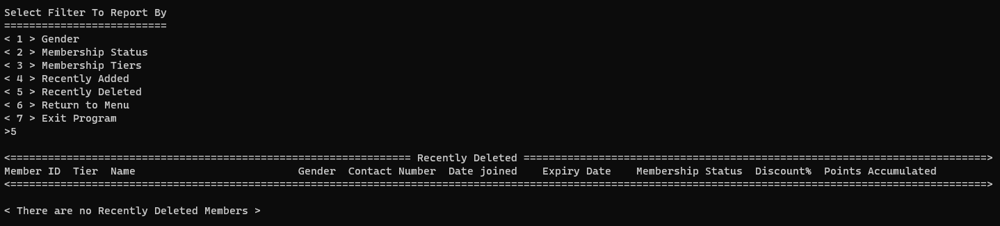 Select Filter To Report By
==========================
< 1 > Gender
< 2 > Membership Status
< 3 > Membership Tiers
< 4 > Recently Added
< 5 > Recently Deleted
< 6 > Return to Menu
< 7 > Exit Program
>5
<================================================================ Recently Deleted ==========================================================================>
Member ID  Tier  Name                          Gender  Contact Number  Date joined    Expiry Date    Membership Status  Discount%  Points Accumulated
<============================================================================================================================================================>
< There are no Recently Deleted Members >